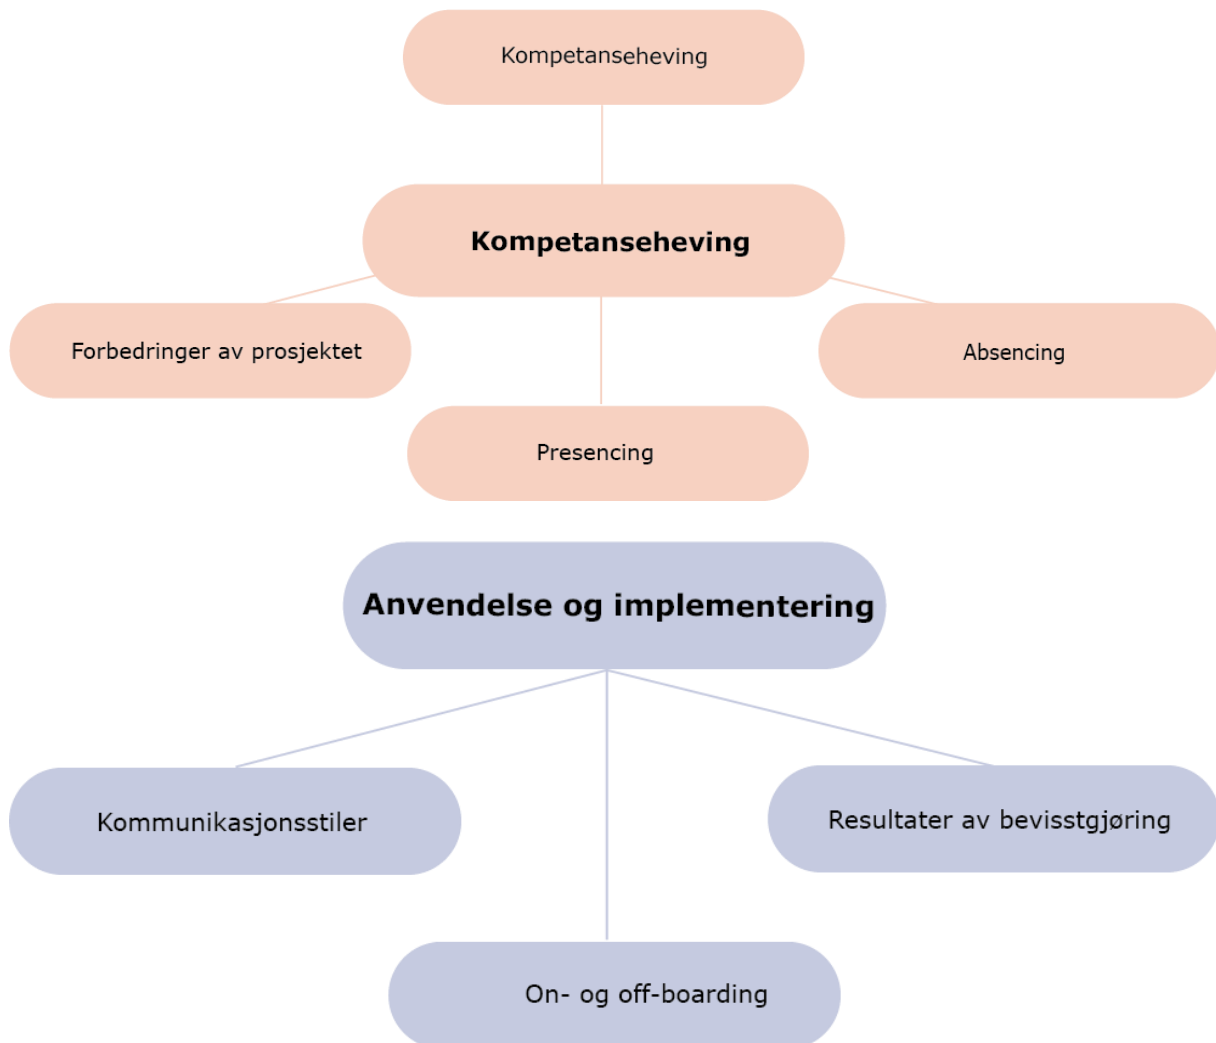 Kompetanseheving
Kompetanseheving
Forbedringer av prosjektet
Absencing
Presencing
Anvendelse og implementering
Kommunikasjonsstiler
Resultater av bevisstgjøring
On- og off-boarding